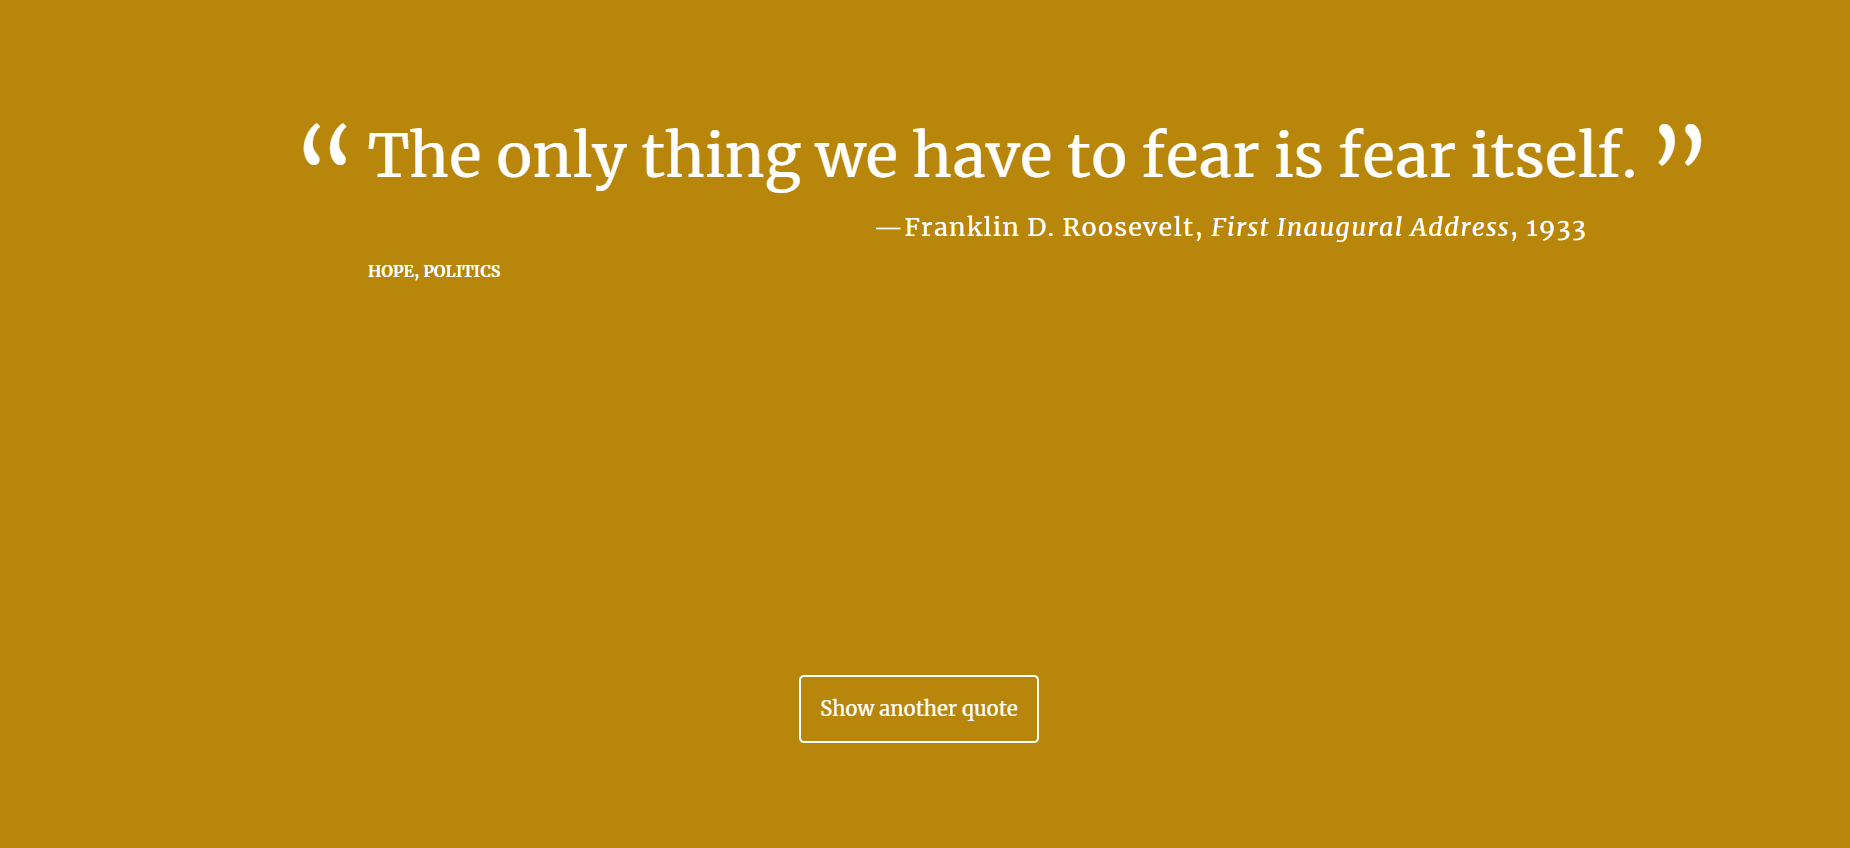 “The only thing we have to fear is fear itself.”
—Franklin D. Roosevelt, First Inaugural Address, 1933
HOPE, POLITICS
Show another quote